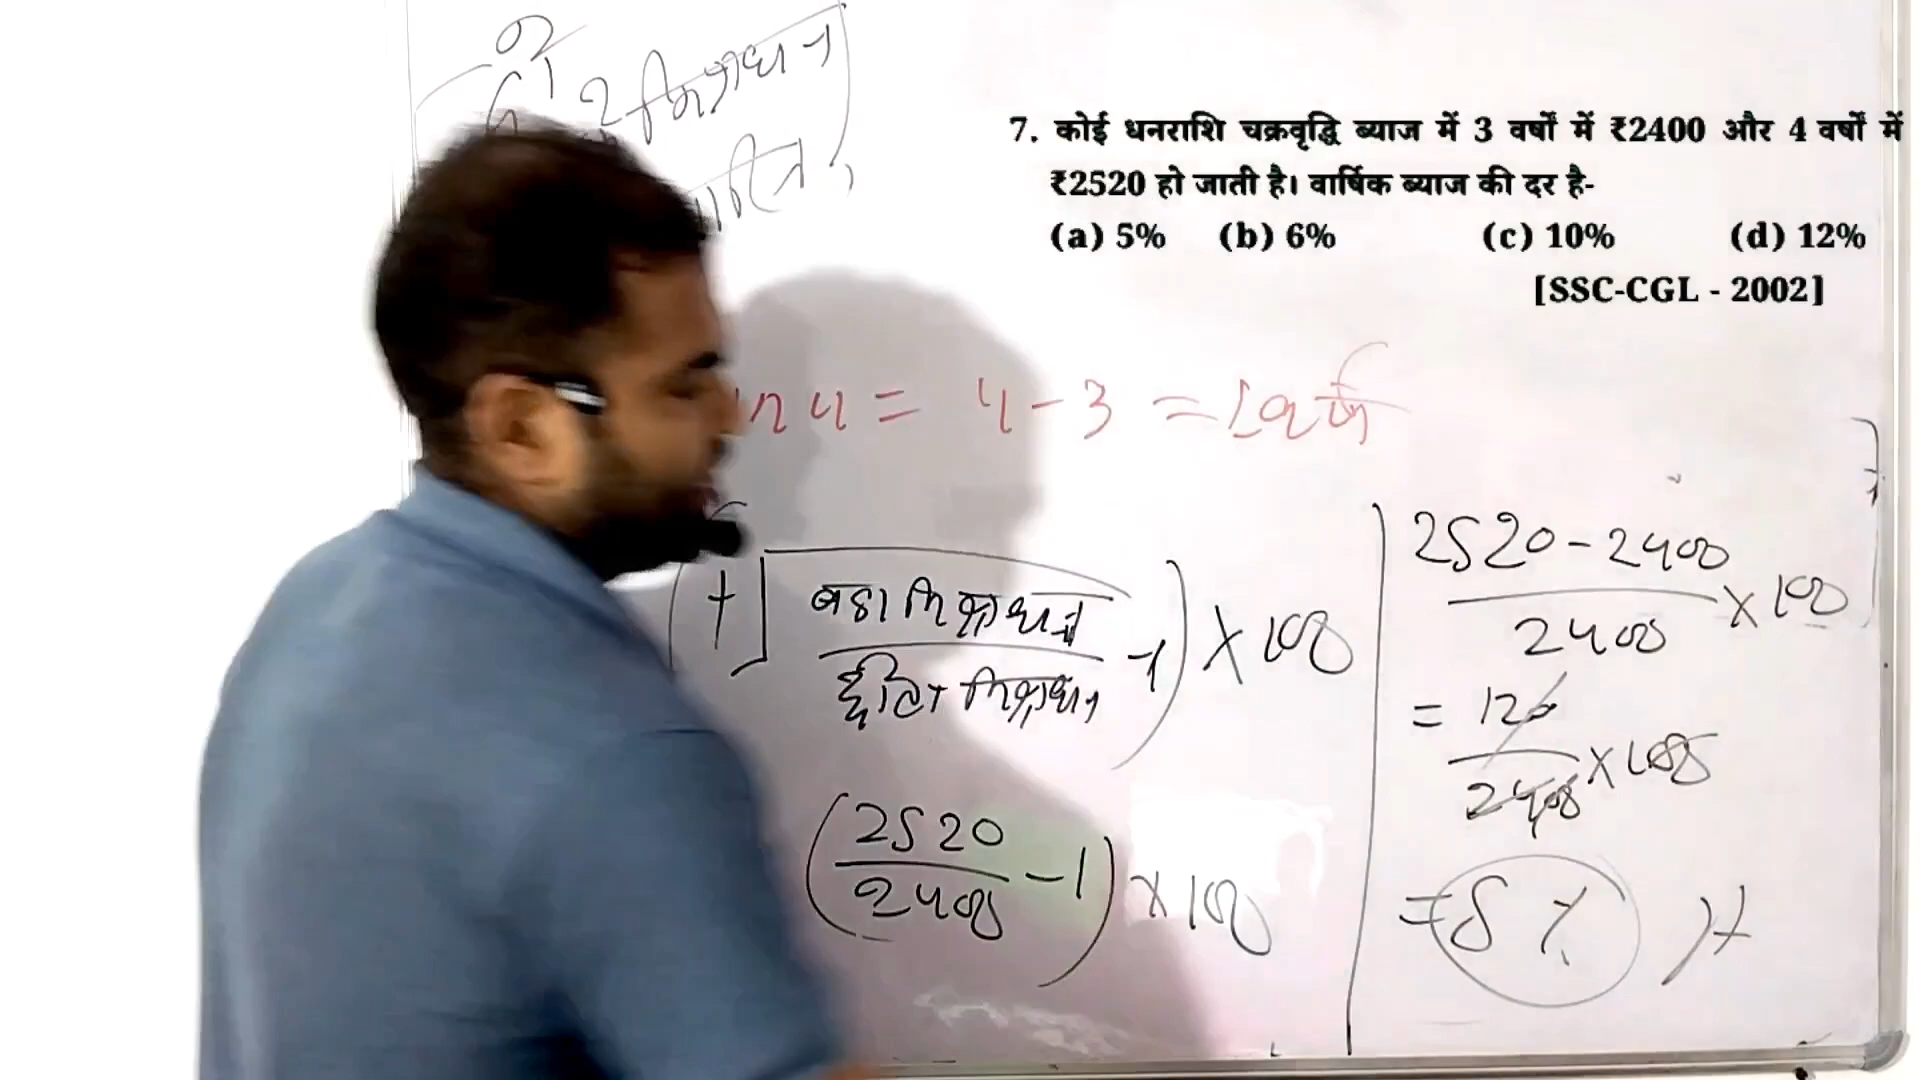 दो मिश्रधन
7. कोई धनराशि चक्रवृद्धि ब्याज में 3 वर्षों में ₹2400 और 4 वर्षों में
₹2520 हो जाती है। वार्षिक ब्याज की दर है-
(a) 5% (b) 6% (c) 10% (d) 12%
[SSC-CGL - 2002]
= 4-3 = 1 वर्ष
बड़ा मिश्रधन
छोटा मिश्रधन
-1) × 100
(2520
2400
-1) × 100
2520-2400
2400
× 100
= 120
2400
× 100
= 5 %